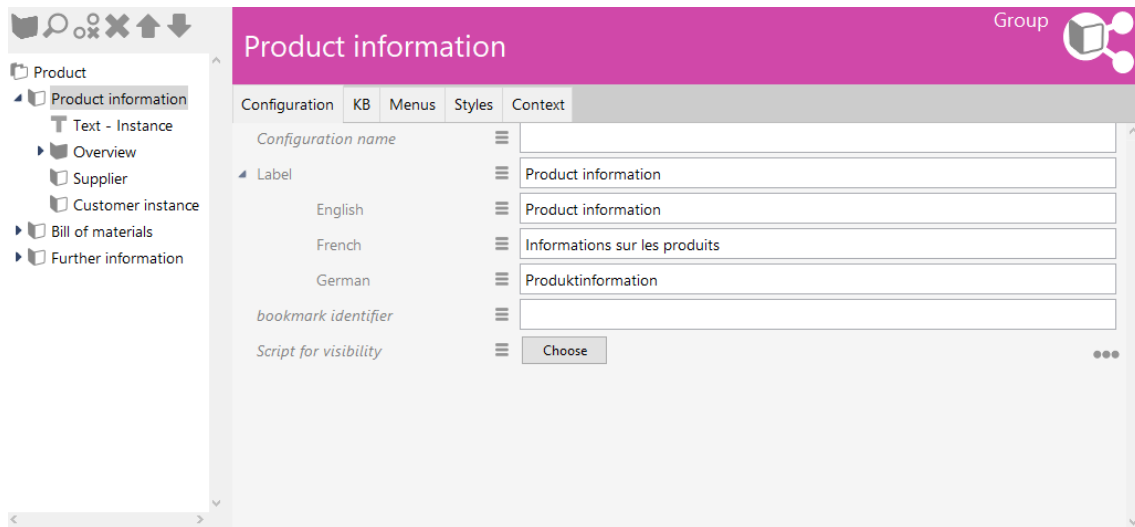 Group
Product information
Product
Product information
Text - Instance
Overview
Supplier
Customer instance
Bill of materials
Further information
Configuration KB Menus Styles Context
Configuration name
Label Product information
English Product information
French Informations sur les produits
German Produktinformation
bookmark identifier
Script for visibility Choose